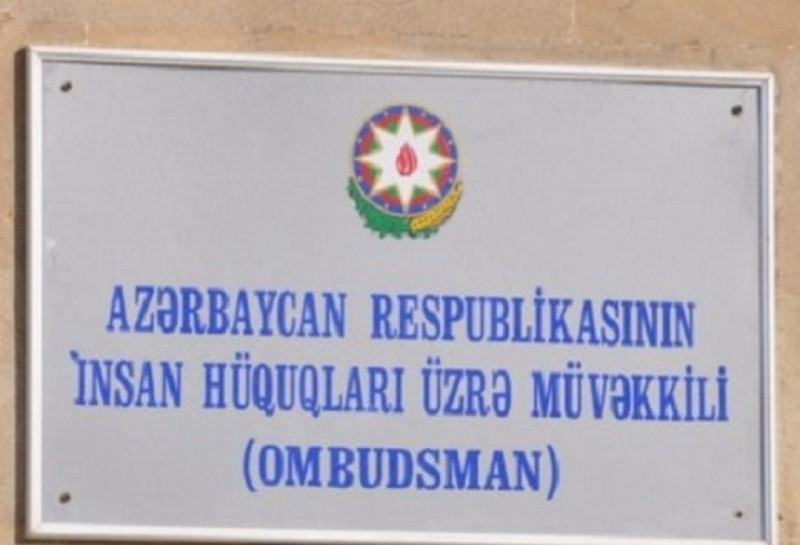 AZƏRBAYCAN RESPUBLİKASININ
İNSAN HÜQUQLARI ÜZRƏ MÜVƏKKİLİ
(OMBUDSMAN)